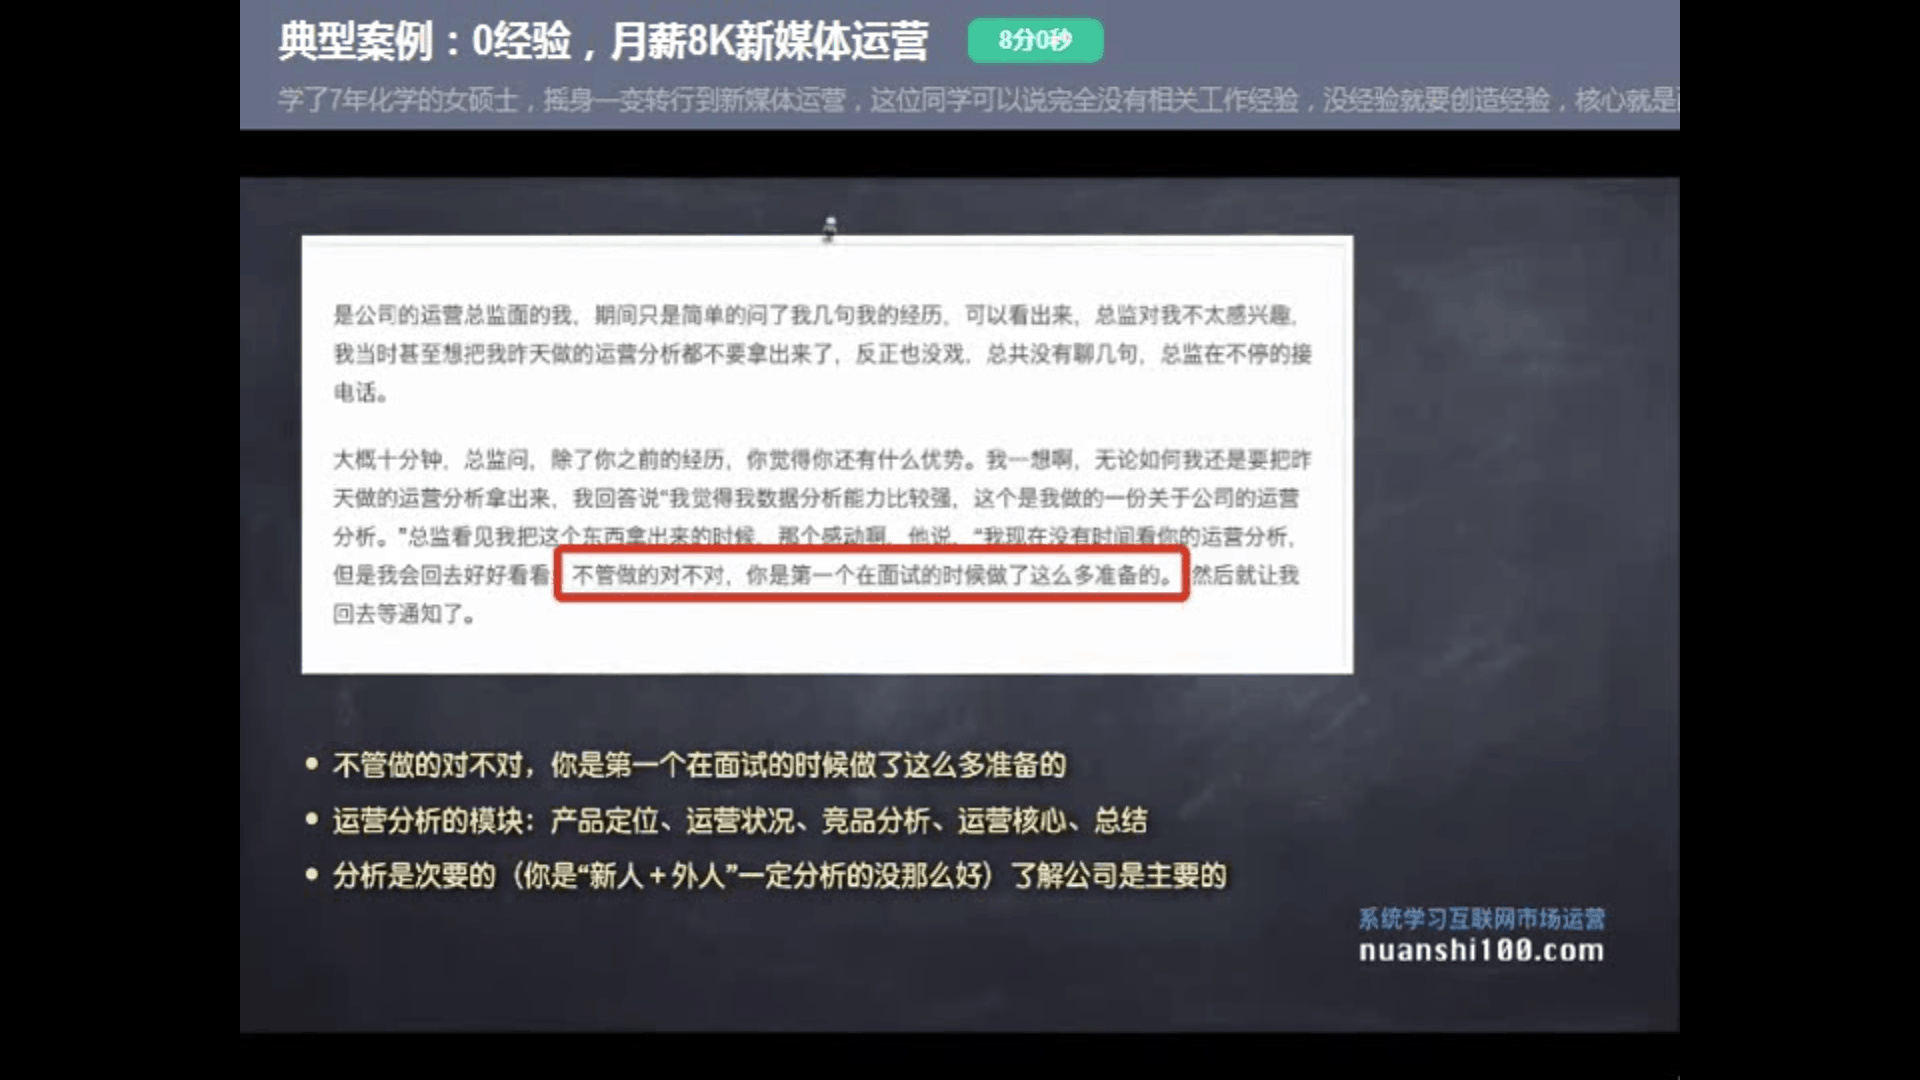 典型案例：0经验，月薪8K新媒体运营
8分0秒
学了7年化学的女硕士，摇身一变转行到新媒体运营，这位同学可以说完全没有相关工作经验，没经验就要创造经验，核心就是
是公司的运营总监面的我，期间只是简单的问了我几句我的经历，可以看出来，总监对我不太感兴趣，
我当时甚至想把我昨天做的运营分析都不要拿出来了，反正也没戏，总共没有聊几句，总监在不停的接
电话。
大概十分钟，总监问，除了你之前的经历，你觉得你还有什么优势。我一想啊，无论如何我还是要把昨
天做的运营分析拿出来，我回答说“我觉得我数据分析能力比较强，这个是我做的一份关于公司的运营
分析。”总监看见我把这个东西拿出来的时候，那个感动啊，他说，“我现在没有时间看你的运营分析，
但是我会回去好好看看 不管做的对不对，你是第一个在面试的时候做了这么多准备的。 然后就让我
回去等通知了。
• 不管做的对不对，你是第一个在面试的时候做了这么多准备的
• 运营分析的模块：产品定位、运营状况、竞品分析、运营核心、总结
• 分析是次要的（你是“新人＋外人”一定分析的没那么好）了解公司是主要的
系统学习互联网市场运营
nuanshi100.com